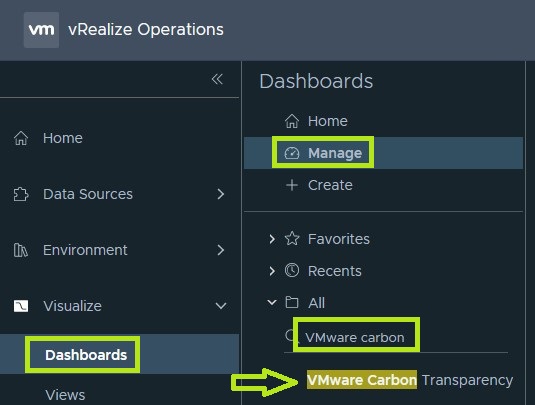 vm vRealize Operations
Home
Data Sources
Environment
Visualize
Dashboards
Views
Dashboards
Home
Manage
Create
Favorites
Recents
All
VMware carbon
VMware Carbon Transparency